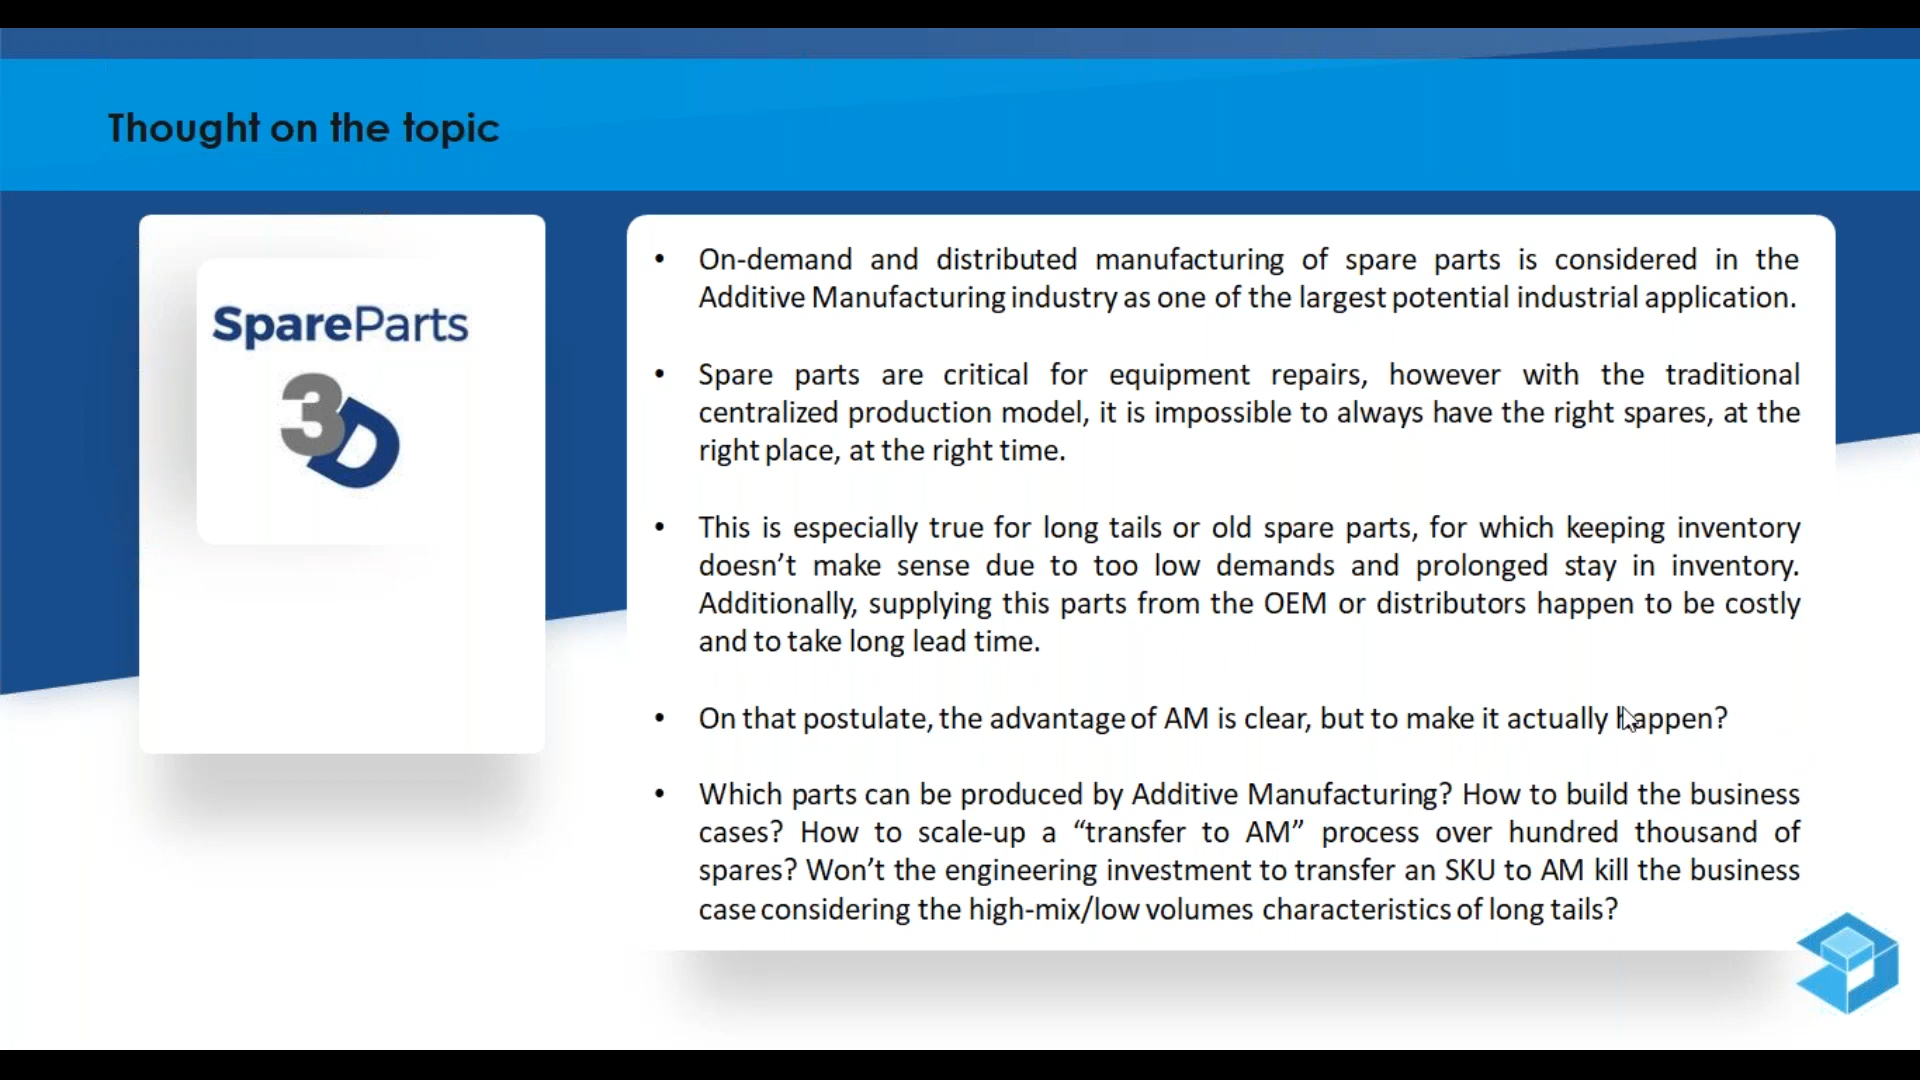 Thought on the topic
SpareParts
3D
• On-demand and distributed manufacturing of spare parts is considered in the
Additive Manufacturing industry as one of the largest potential industrial application.
• Spare parts are critical for equipment repairs, however with the traditional
centralized production model, it is impossible to always have the right spares, at the
right place, at the right time.
• This is especially true for long tails or old spare parts, for which keeping inventory
doesn’t make sense due to too low demands and prolonged stay in inventory.
Additionally, supplying this parts from the OEM or distributors happen to be costly
and to take long lead time.
• On that postulate, the advantage of AM is clear, but to make it actually happen?
• Which parts can be produced by Additive Manufacturing? How to build the business
cases? How to scale-up a “transfer to AM” process over hundred thousand of
spares? Won’t the engineering investment to transfer an SKU to AM kill the business
case considering the high-mix/low volumes characteristics of long tails?